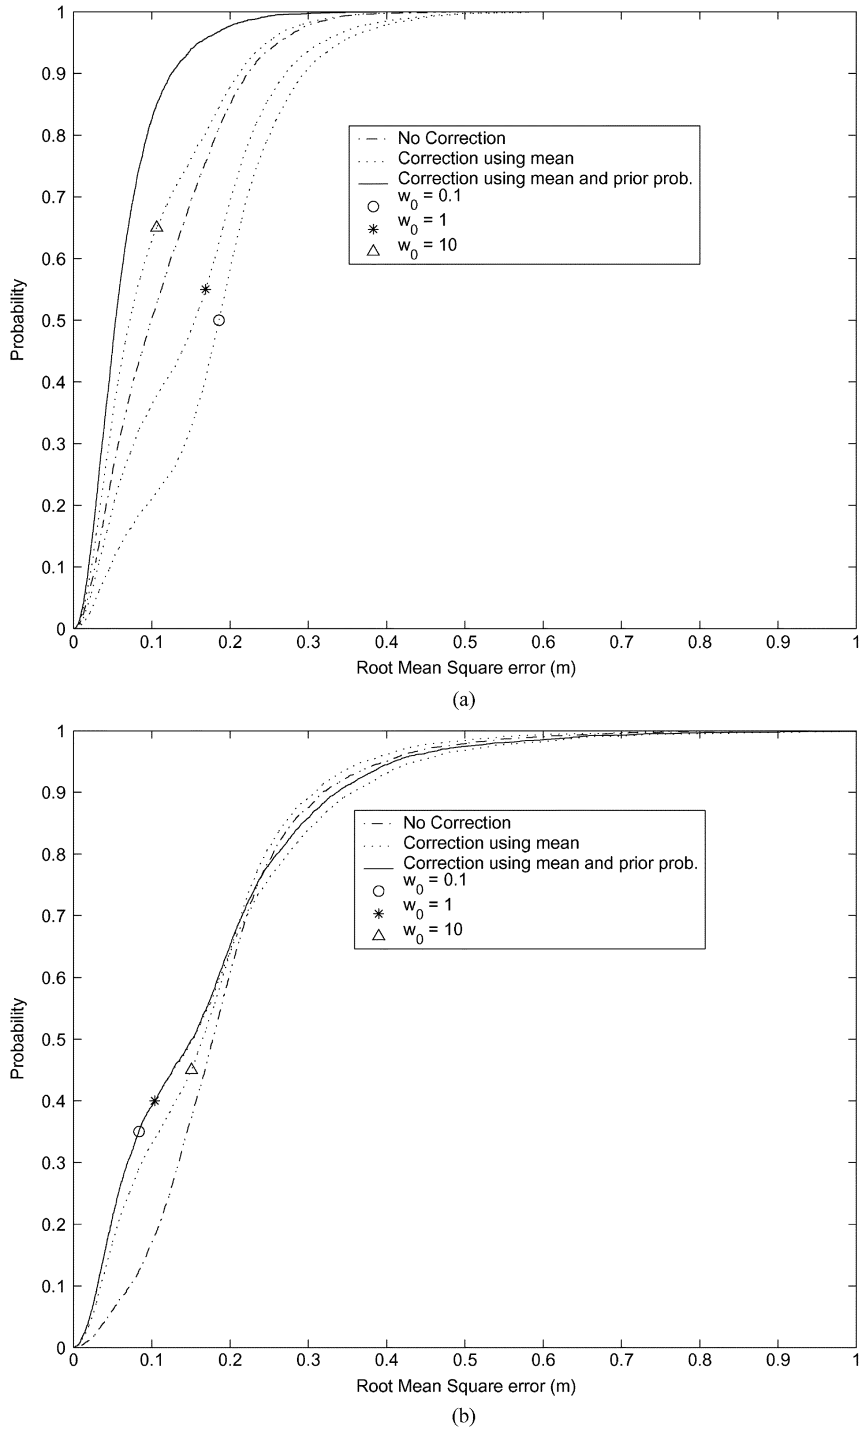 1
0.9
0.8
0.7
0.6
0.5
0.4
0.3
0.2
0.1
0
Probability
No Correction
Correction using mean
Correction using mean and prior prob.
w0 = 0.1
w0 = 1
w0 = 10
0 0.1 0.2 0.3 0.4 0.5 0.6 0.7 0.8 0.9 1
Root Mean Square error (m)
(a)
1
0.9
0.8
0.7
0.6
0.5
0.4
0.3
0.2
0.1
0
Probability
No Correction
Correction using mean
Correction using mean and prior prob.
w0 = 0.1
w0 = 1
w0 = 10
0 0.1 0.2 0.3 0.4 0.5 0.6 0.7 0.8 0.9 1
Root Mean Square error (m)
(b)